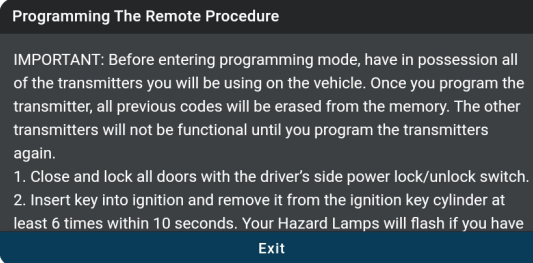 Programming The Remote Procedure
IMPORTANT: Before entering programming mode, have in possession all
of the transmitters you will be using on the vehicle. Once you program the
transmitter, all previous codes will be erased from the memory. The other
transmitters will not be functional until you program the transmitters
again.
1. Close and lock all doors with the driver's side power lock/unlock switch.
2. Insert key into ignition and remove it from the ignition key cylinder at
least 6 times within 10 seconds. Your Hazard Lamps will flash if you have
Exit